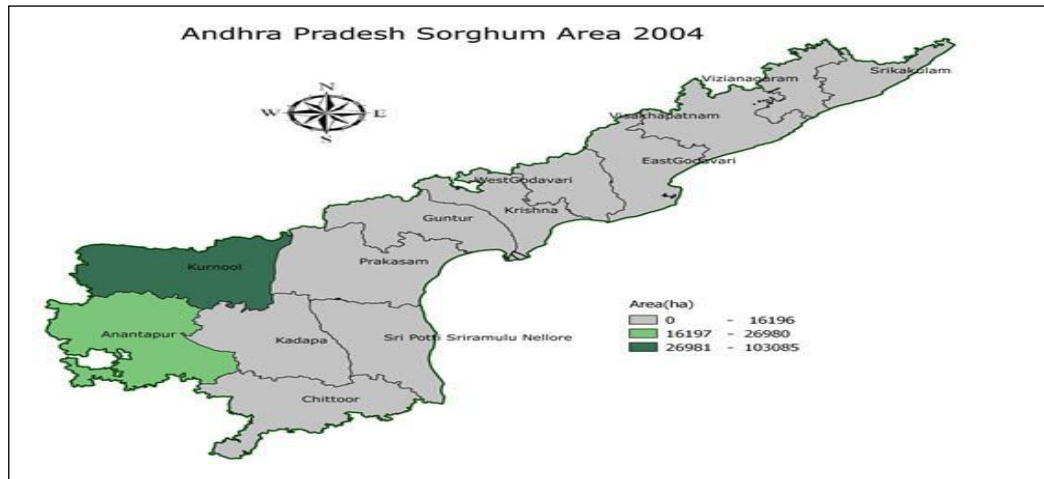 Andhra Pradesh Sorghum Area 2004
N
W E
S
Vizianagaram
Srikakulam
Visakhapatnam
EastGodavari
WestGodavari
Krishna
Guntur
Prakasam
Kurnool
Anantapur
Kadapa
Sri Potti Sriramulu Nellore
Chittoor
Area(ha)
0 - 16196
16197 - 26980
26981 - 103085